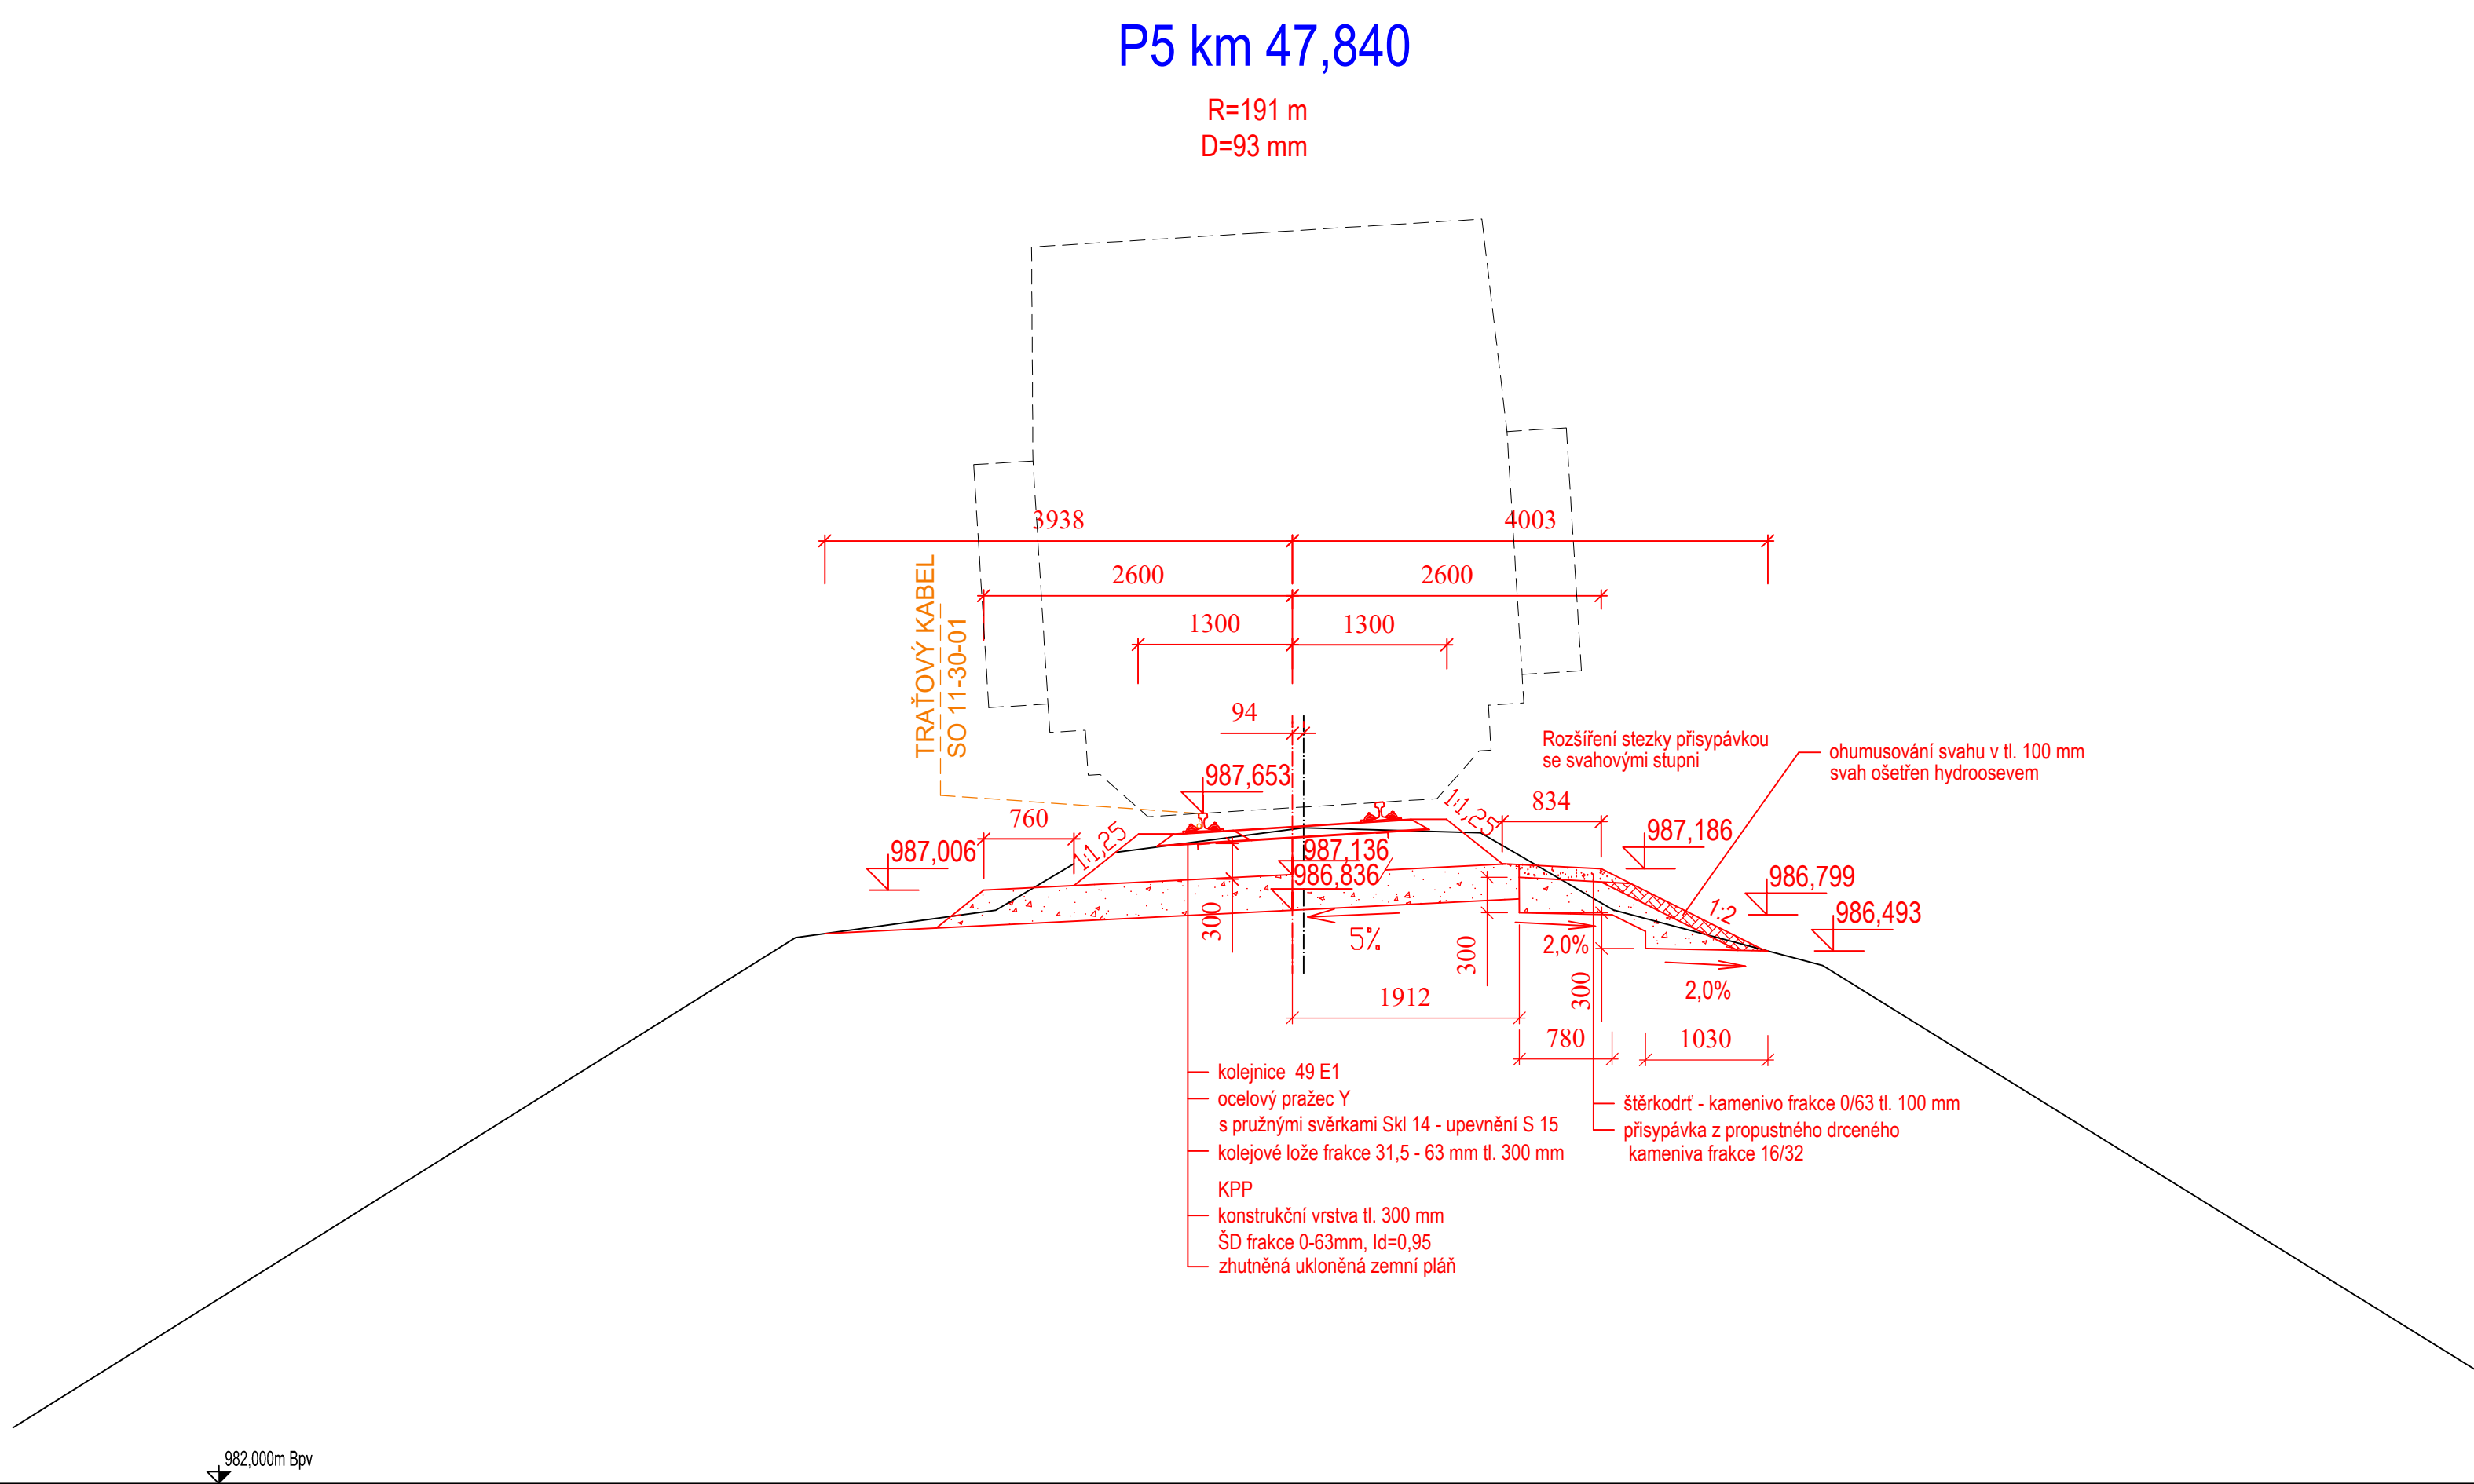 P5 km 47,840
R=191 m
D=93 mm
3938
4003
2600
2600
1300
1300
TRAŤOVÝ KABEL
SO 11-30-01
94
Rozšíření stezky přisypávkou
se svahovými stupni
ohumusování svahu v tl. 100 mm
svah ošetřen hydroosevem
987,653
760
1:1,25
1:1,25
834
987,006
987,136
986,836
987,186
986,799
986,493
1:2
300
5%
300
2,0%
300
2,0%
1912
780
1030
kolejnice 49 E1
ocelový pražec Y
s pružnými svěrkami Skl 14 - upevnění S 15
kolejové lože frakce 31,5 - 63 mm tl. 300 mm
KPP
konstrukční vrstva tl. 300 mm
ŠD frakce 0-63mm, Id=0,95
zhutněná ukloněná zemní pláň
štěrkodrť - kamenivo frakce 0/63 tl. 100 mm
přisypávka z propustného drceného
kameniva frakce 16/32
982,000m Bpv